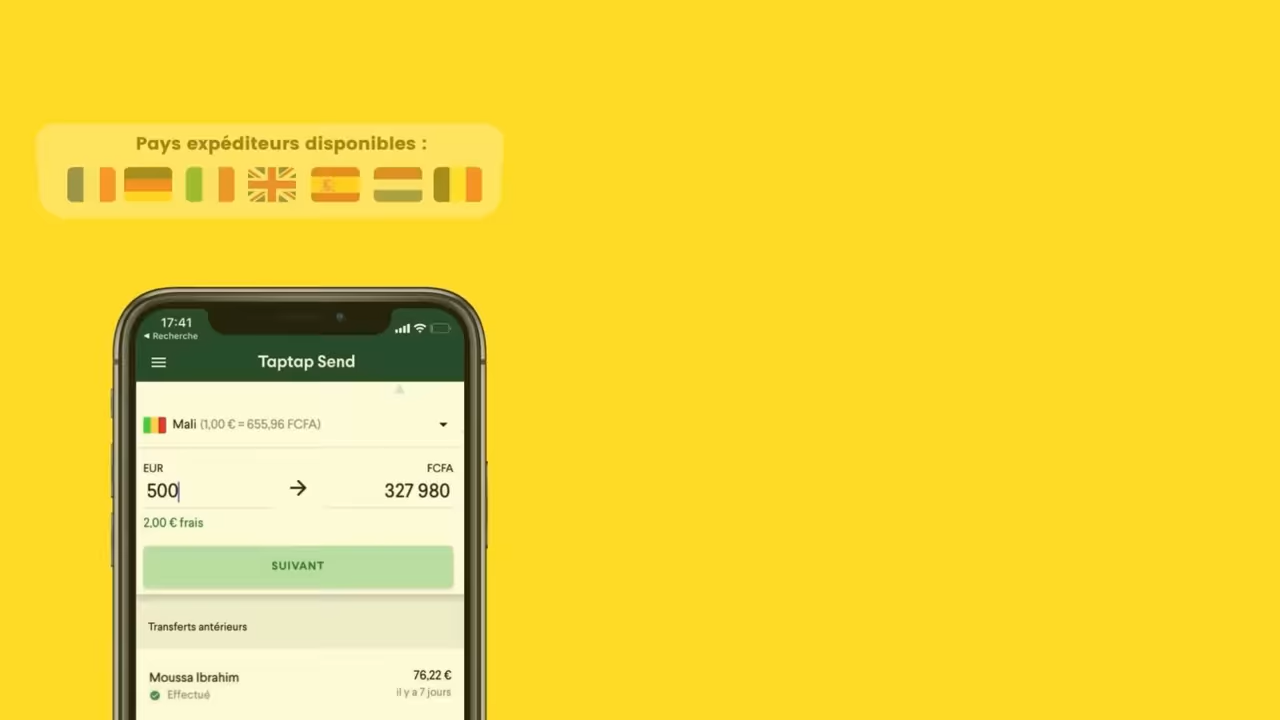 Pays expéditeurs disponibles :
17:41
◀ Recherche
Taptap Send
Mali (1,00 € = 655,96 FCFA)
EUR
FCFA
500
327 980
2,00 € frais
SUIVANT
Transferts antérieurs
Moussa Ibrahim
76,22 €
Effectué
il y a 7 jours